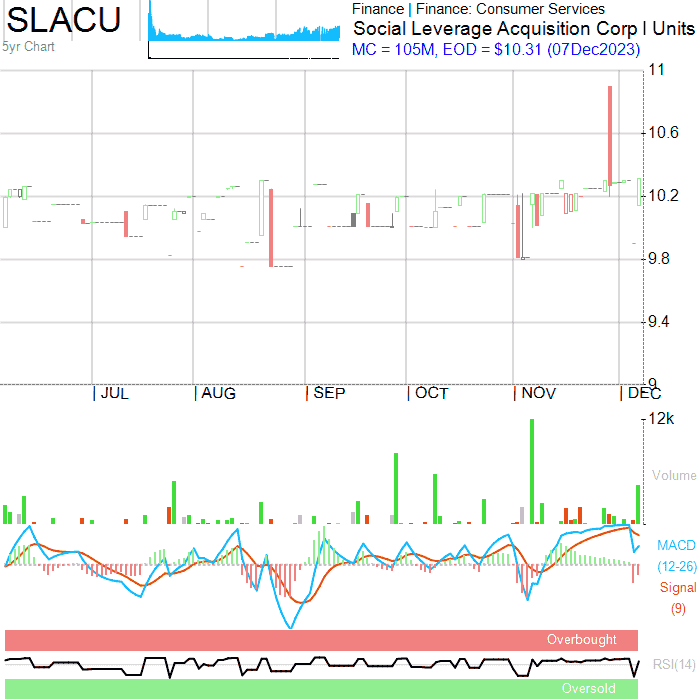 SLACU
5yr Chart
Finance | Finance: Consumer Services
Social Leverage Acquisition Corp I Units
MC = 105M, EOD = $10.31 (07Dec2023)
11
10.6
10.2
9.8
9.4
9
JUL AUG SEP OCT NOV DEC
12k
Volume
MACD
(12-26)
Signal
(9)
Overbought
RSI(14)
Oversold